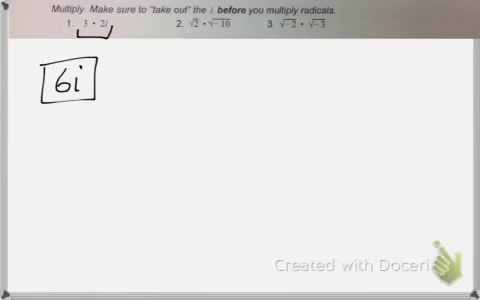 Multiply. Make sure to "take out" the i before you multiply radicals.
1. 3 • 2i 2. √2 • √-10 3. √-2 • √-3
6i
Created with Doceri